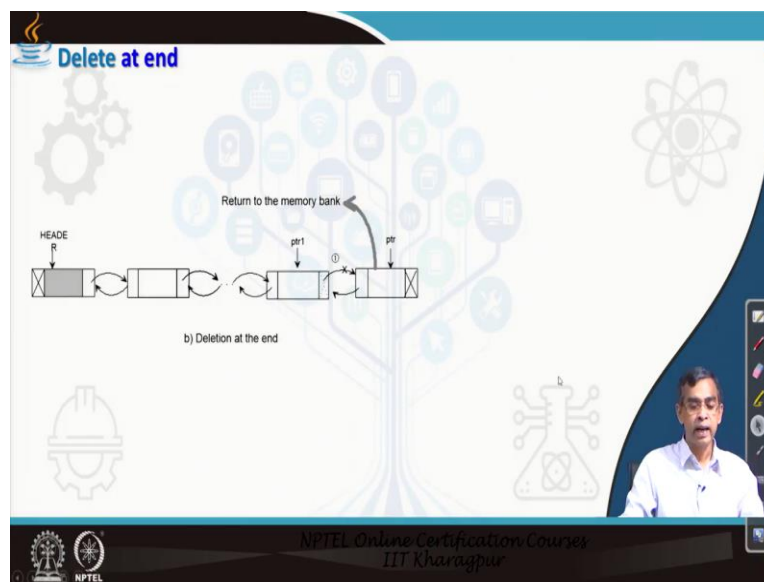 Delete at end
Return to the memory bank
HEADE
R
ptr1
①
x
ptr
. . .
b) Deletion at the end
NPTEL Online Certification Courses
IIT Kharagpur
NPTEL